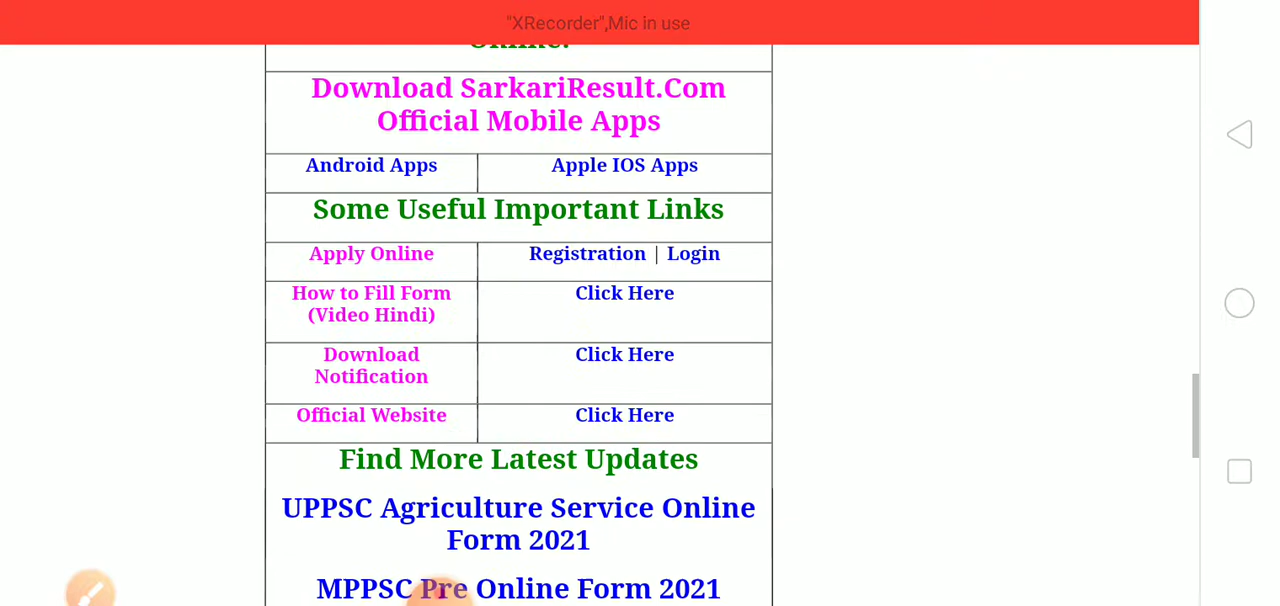 "XRecorder",Mic in use
Online.
Download SarkariResult.Com
Official Mobile Apps
Android Apps
Apple IOS Apps
Some Useful Important Links
Apply Online
Registration | Login
How to Fill Form
(Video Hindi)
Click Here
Download
Notification
Click Here
Official Website
Click Here
Find More Latest Updates
UPPSC Agriculture Service Online
Form 2021
MPPSC Pre Online Form 2021